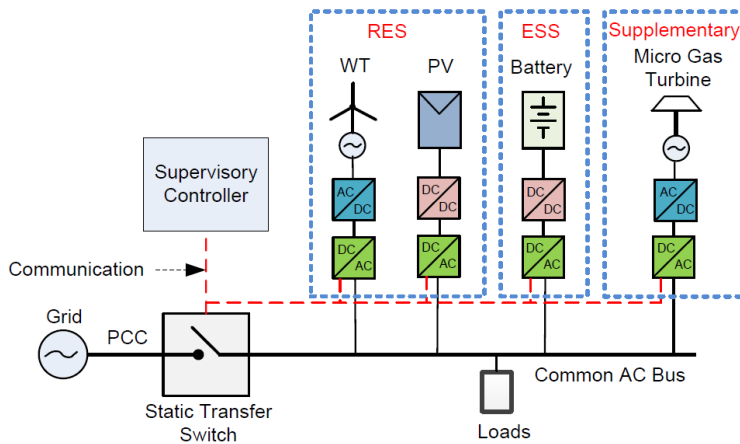 RES
ESS
Supplementary
WT
PV
Battery
Micro Gas
Turbine
Supervisory
Controller
AC
DC
DC
DC
DC
DC
AC
DC
DC
AC
DC
AC
DC
AC
DC
AC
Communication
Grid
PCC
Static Transfer
Switch
Common AC Bus
Loads